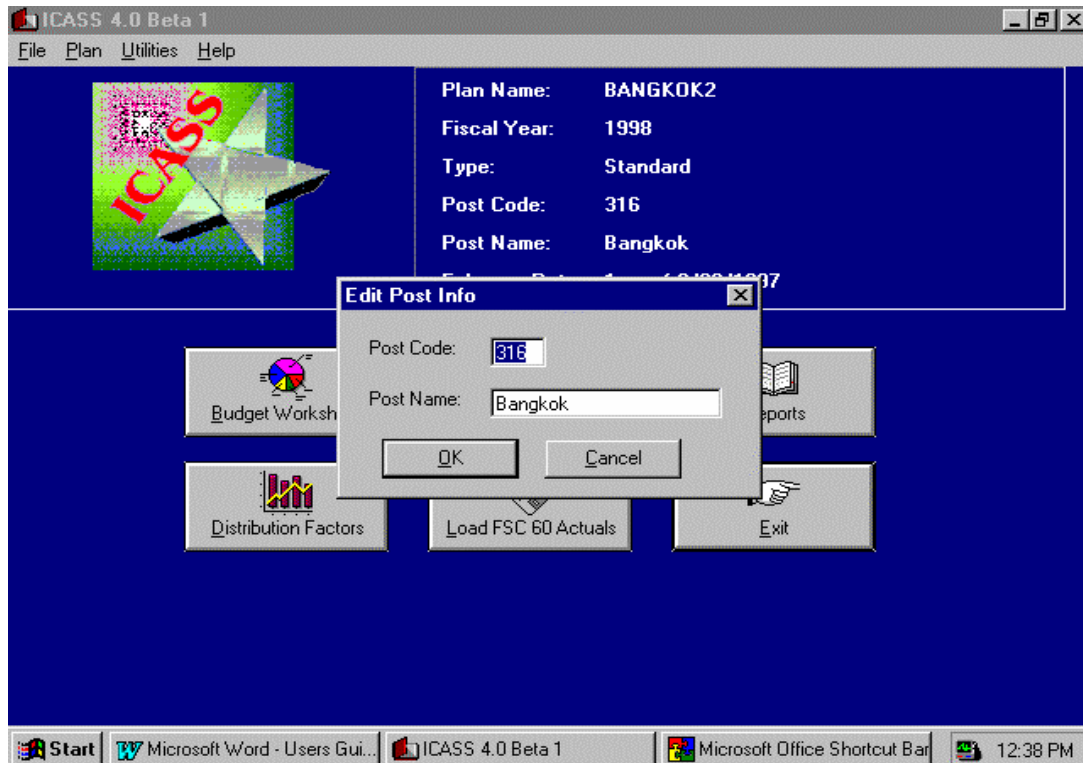 ICASS 4.0 Beta 1
File Plan Utilities Help
ICASS
Plan Name: BANGKOK2
Fiscal Year: 1998
Type: Standard
Post Code: 316
Post Name: Bangkok
Edit Post Info
Post Code: 316
Post Name: Bangkok
OK Cancel
Budget Worksh
eports
Distribution Factors
Load FSC 60 Actuals
Exit
Start Microsoft Word - Users Gui... ICASS 4.0 Beta 1 Microsoft Office Shortcut Bar 12:38 PM